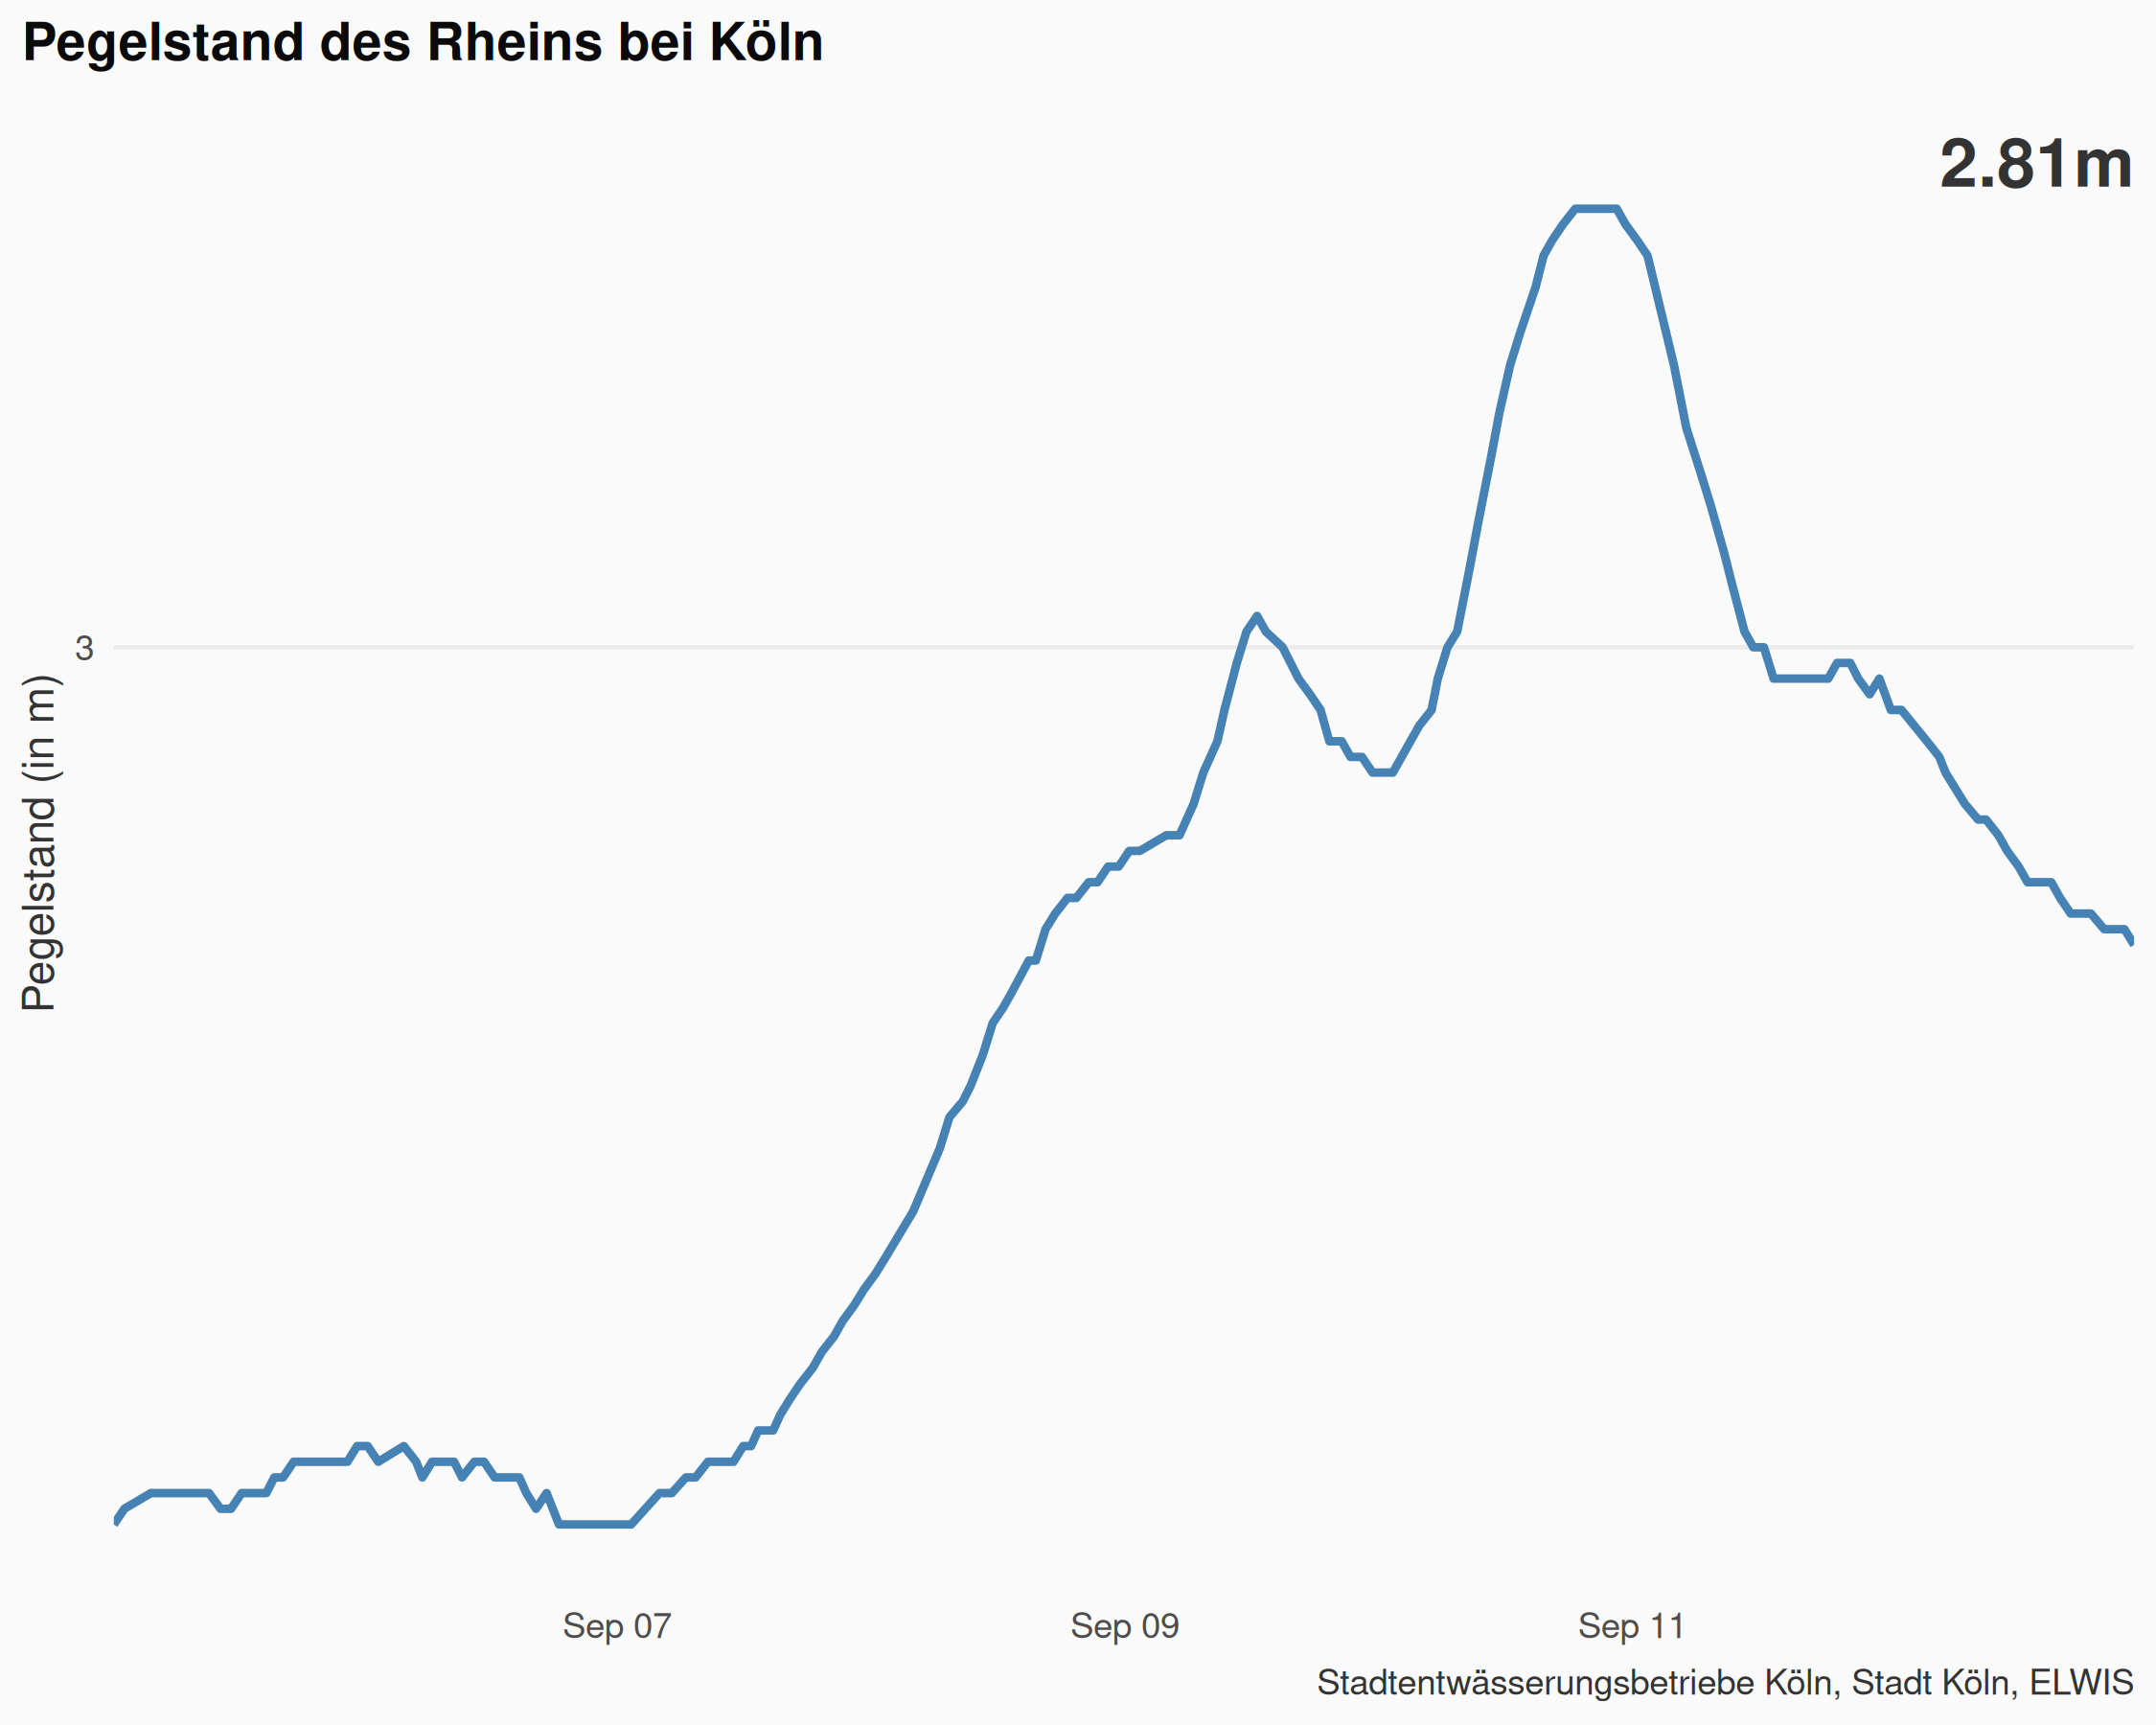 Pegelstand des Rheins bei Köln
2.81m
3
Pegelstand (in m)
Sep 07
Sep 09
Sep 11
Stadtentwässerungsbetriebe Köln, Stadt Köln, ELWIS